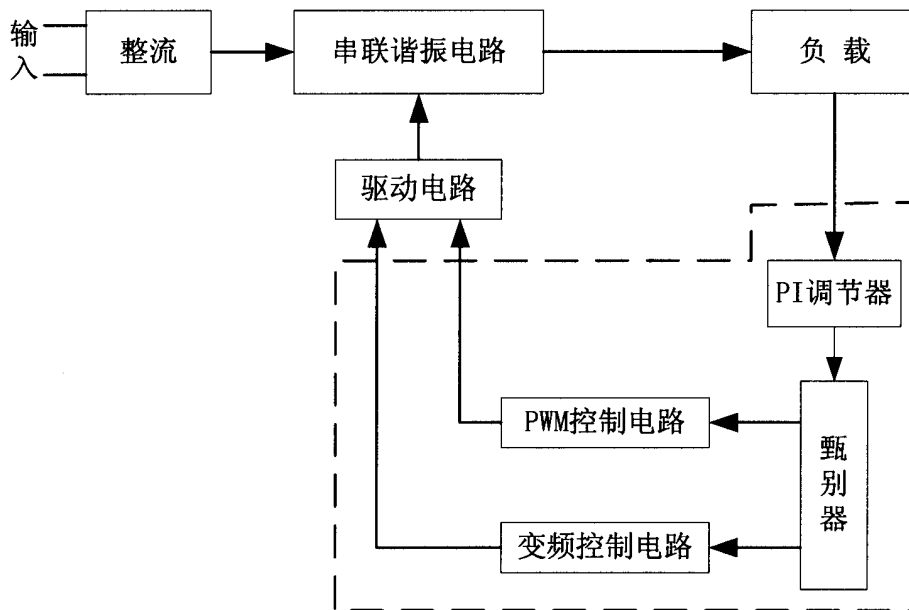 输入
整流
串联谐振电路
负 载
驱动电路
PI调节器
PWM控制电路
甄别器
变频控制电路